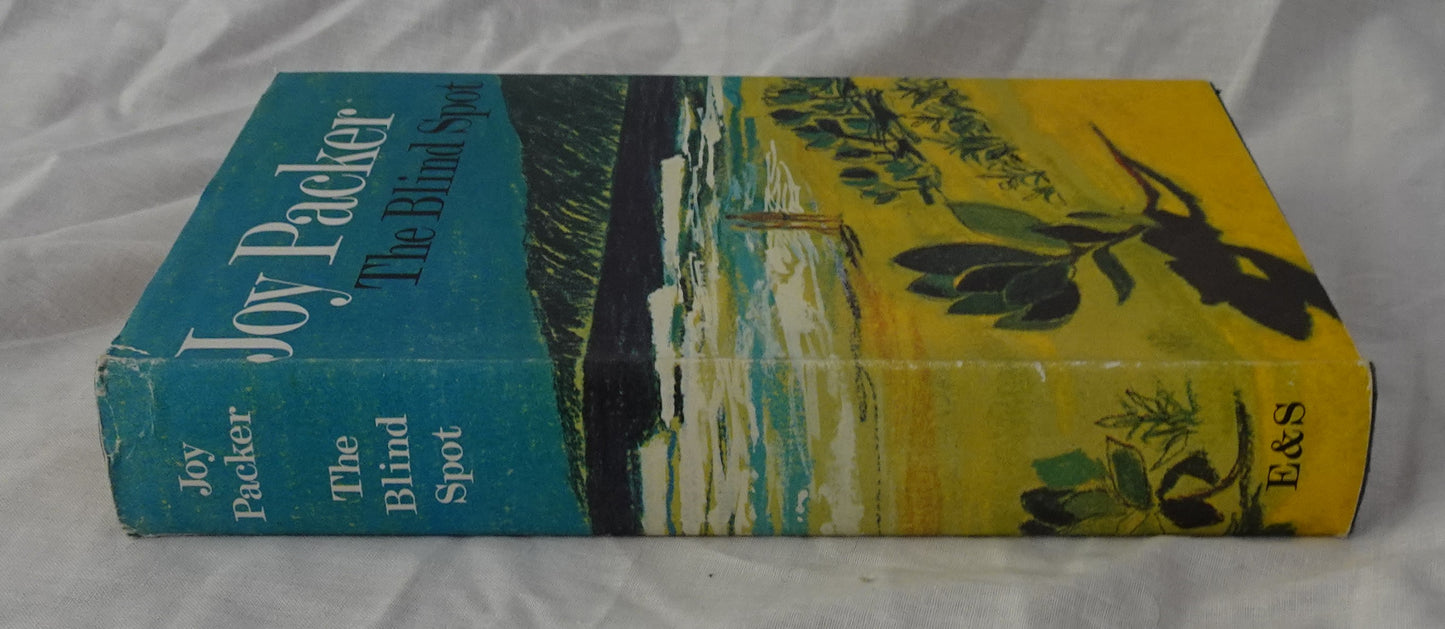 Joy Packer
The Blind Spot
Joy
Packer
The
Blind
Spot
E&S